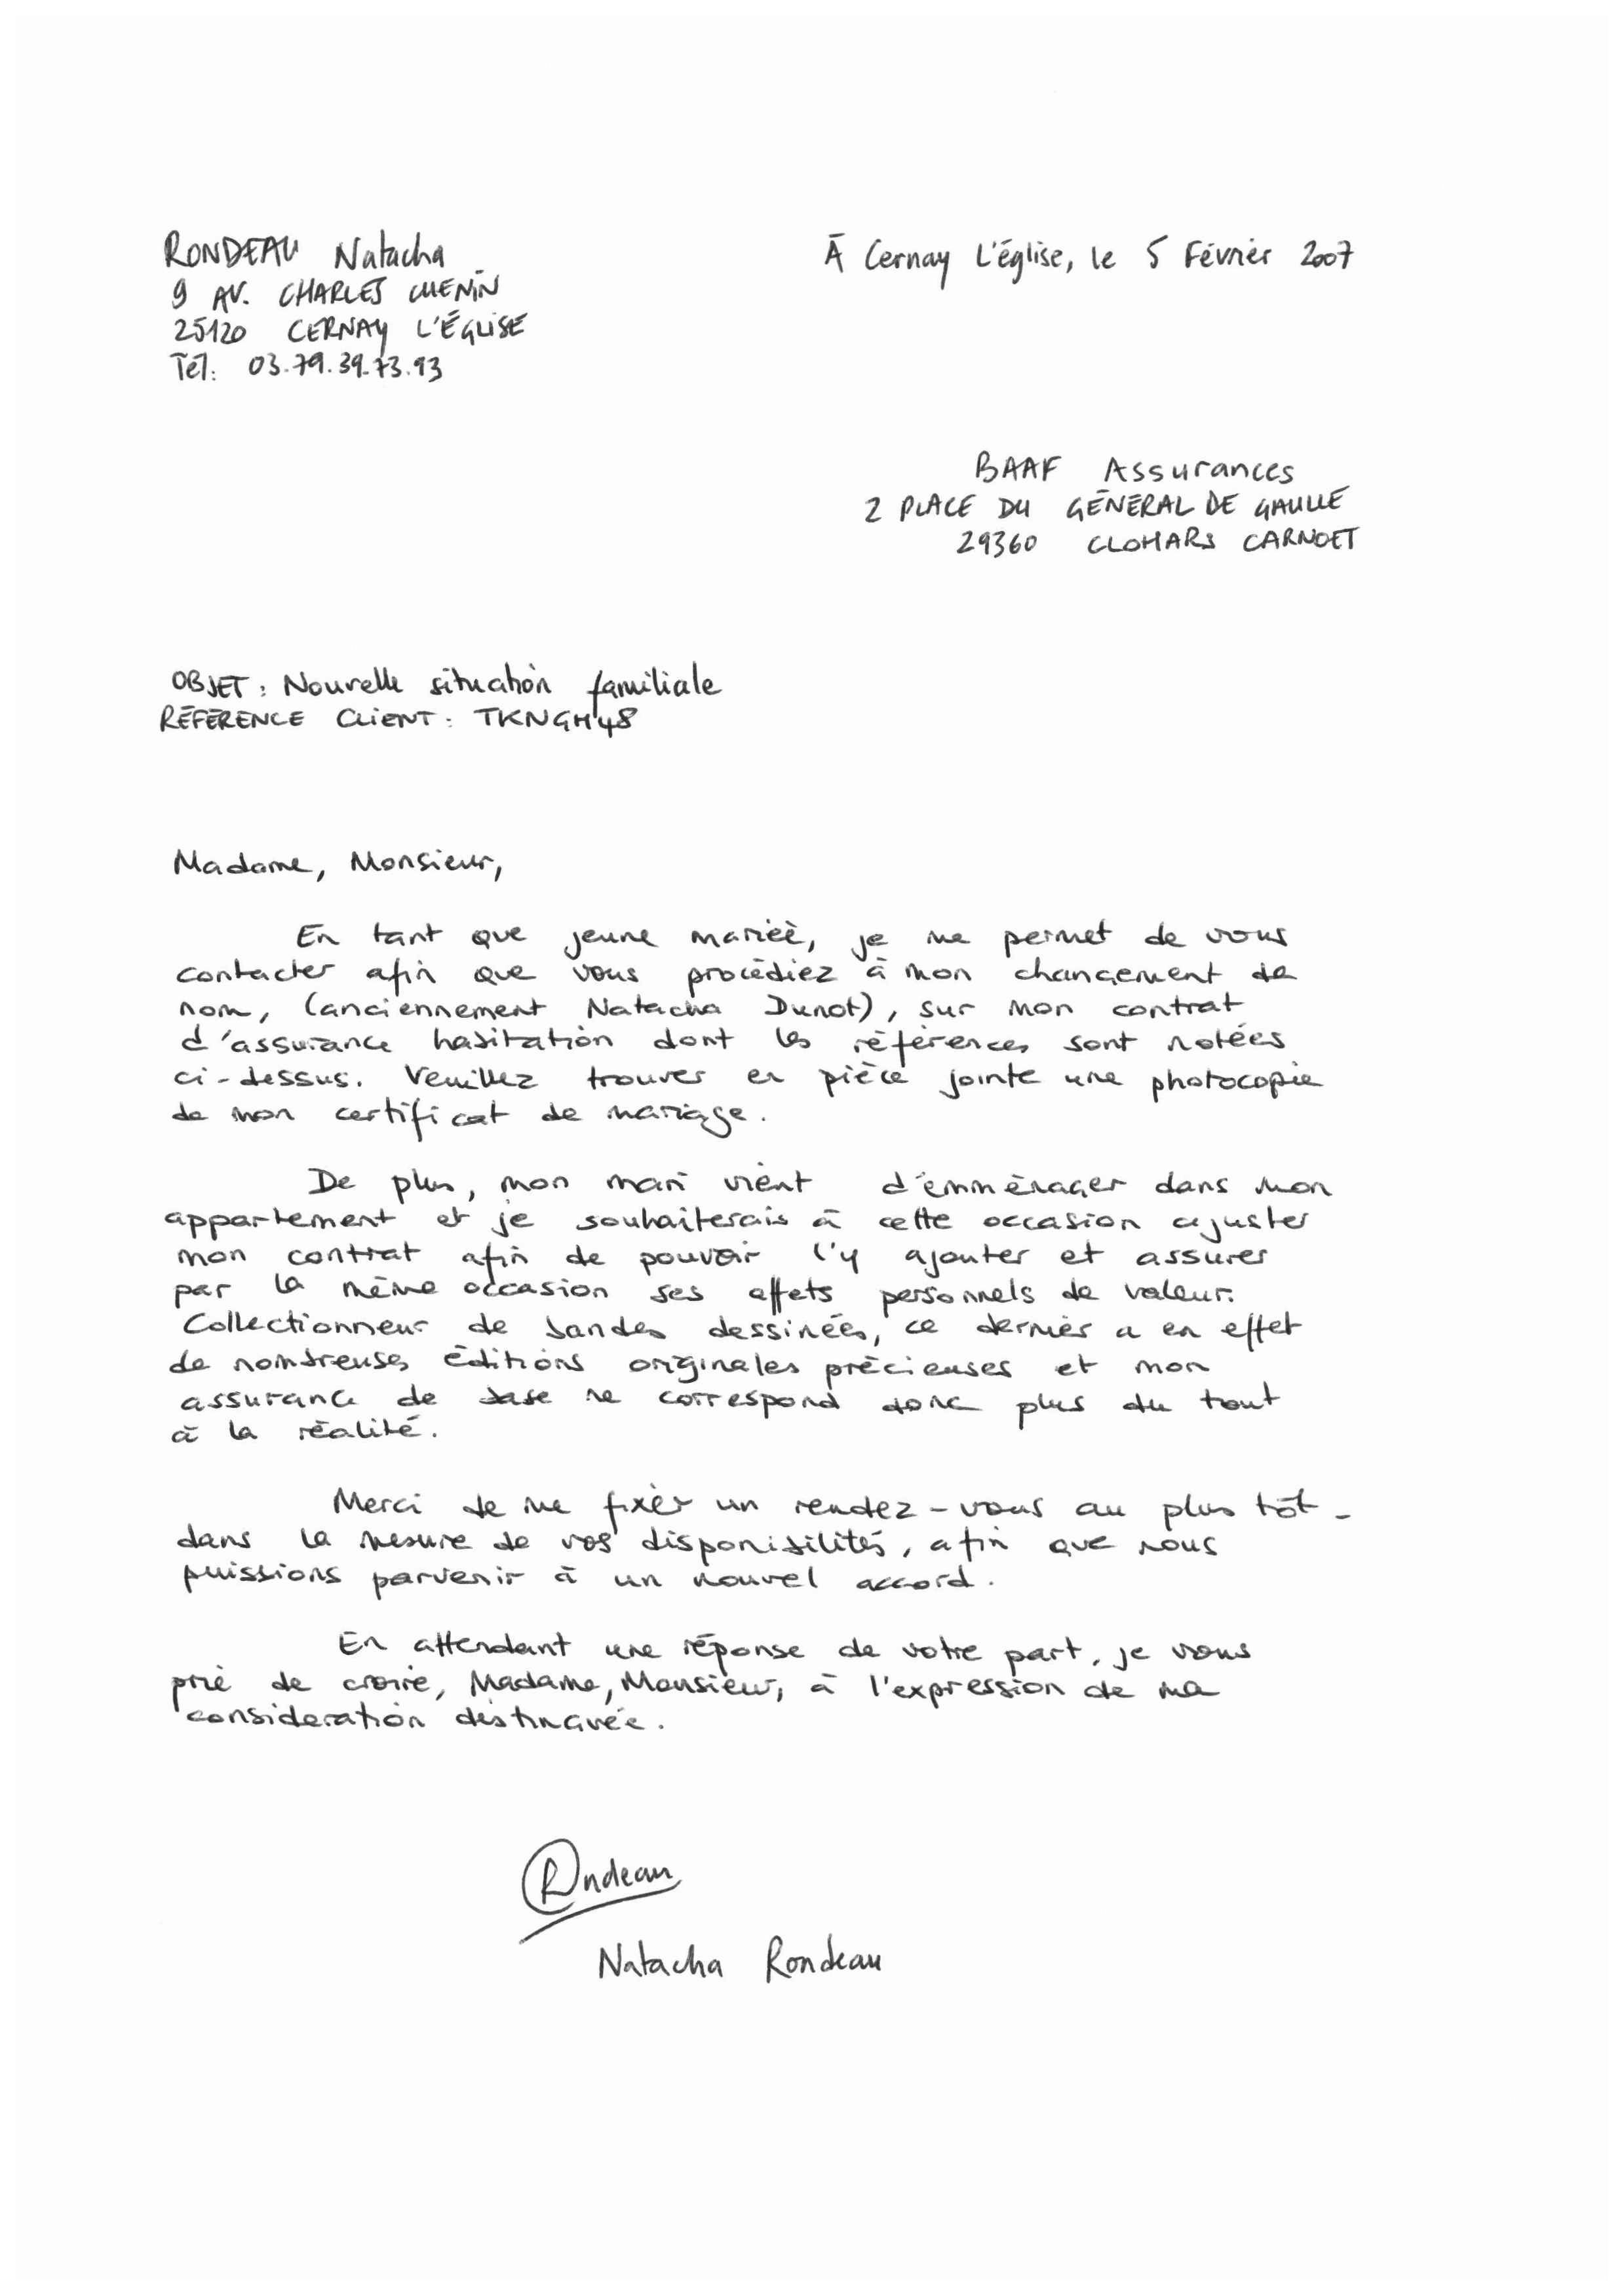 RONDEAU Natacha
À Cernay L'église, le 5 Février 2007
9 AV. CHARLES CUENIN
25120 CERNAY L'ÉGLISE
Tél: 03.79.39.73.93
BAAF Assurances
2 PLACE DU GÉNÉRAL DE GAULLE
29360 CLOHARS CARNOET
OBJET : Nouvelle situation familiale
RÉFÉRENCE CLIENT : TKNGH48
Madame, Monsieur,
En tant que jeune mariée, je me permet de vous
contacter afin que vous procédiez à mon changement de
nom, (anciennement Natacha Dunot), sur mon contrat
d'assurance habitation dont les références sont notées
ci-dessus. Veuillez trouver en pièce jointe une photocopie
de mon certificat de mariage.
De plus, mon mari vient d'emménager dans mon
appartement et je souhaiterais à cette occasion ajuster
mon contrat afin de pouvoir l'y ajouter et assurer
par la même occasion ses effets personnels de valeur.
Collectionneur de bandes dessinées, ce dernier a en effet
de nombreuses éditions originales précieuses et mon
assurance de base ne correspond donc plus du tout
à la réalité.
Merci de me fixer un rendez-vous au plus tôt -
dans la mesure de vos disponibilités, afin que nous
puissions parvenir à un nouvel accord.
En attendant une réponse de votre part, je vous
prie de croire, Madame, Monsieur, à l'expression de ma
consideration distinguée.
Rondeau
Natacha Rondeau